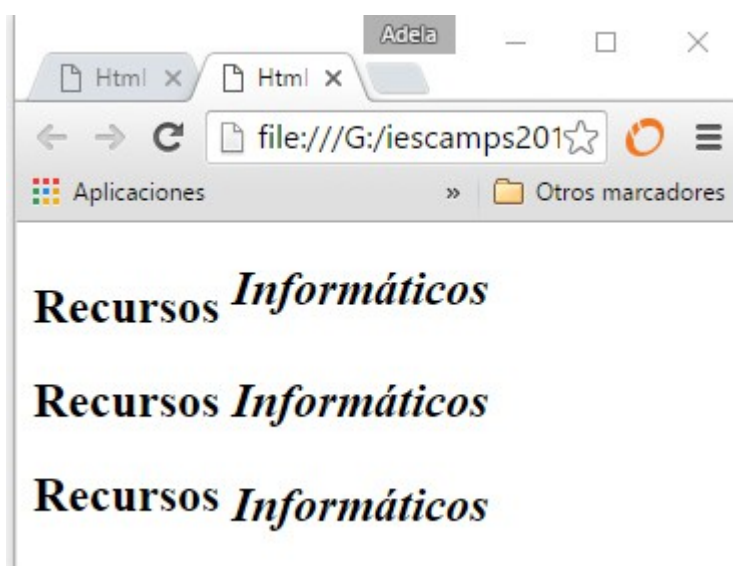 Adela
Html Html
file:///G:/iescamps201
Aplicaciones » Otros marcadores
Recursos Informáticos
Recursos Informáticos
Recursos Informáticos